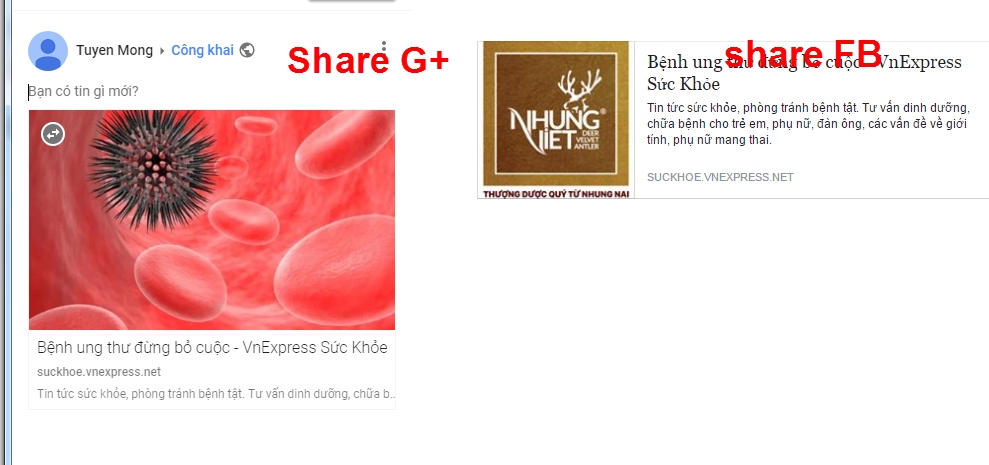 Tuyen Mong ▸ Công khai
Share G+
Bạn có tin gì mới?
Bệnh ung thư đừng bỏ cuộc - VnExpress Sức Khỏe
suckhoe.vnexpress.net
Tin tức sức khỏe, phòng tránh bệnh tật. Tư vấn dinh dưỡng, chữa b...
share FB
NHUNG
VIET
DEER
VELVET
ANTLER
THƯỢNG DƯỢC QUÝ TỪ NHUNG NAI
Bệnh ung thư đừng bỏ cuộc - VnExpress
Sức Khỏe
Tin tức sức khỏe, phòng tránh bệnh tật. Tư vấn dinh dưỡng,
chữa bệnh cho trẻ em, phụ nữ, đàn ông, các vấn đề về giới
tính, phụ nữ mang thai.
SUCKHOE.VNEXPRESS.NET